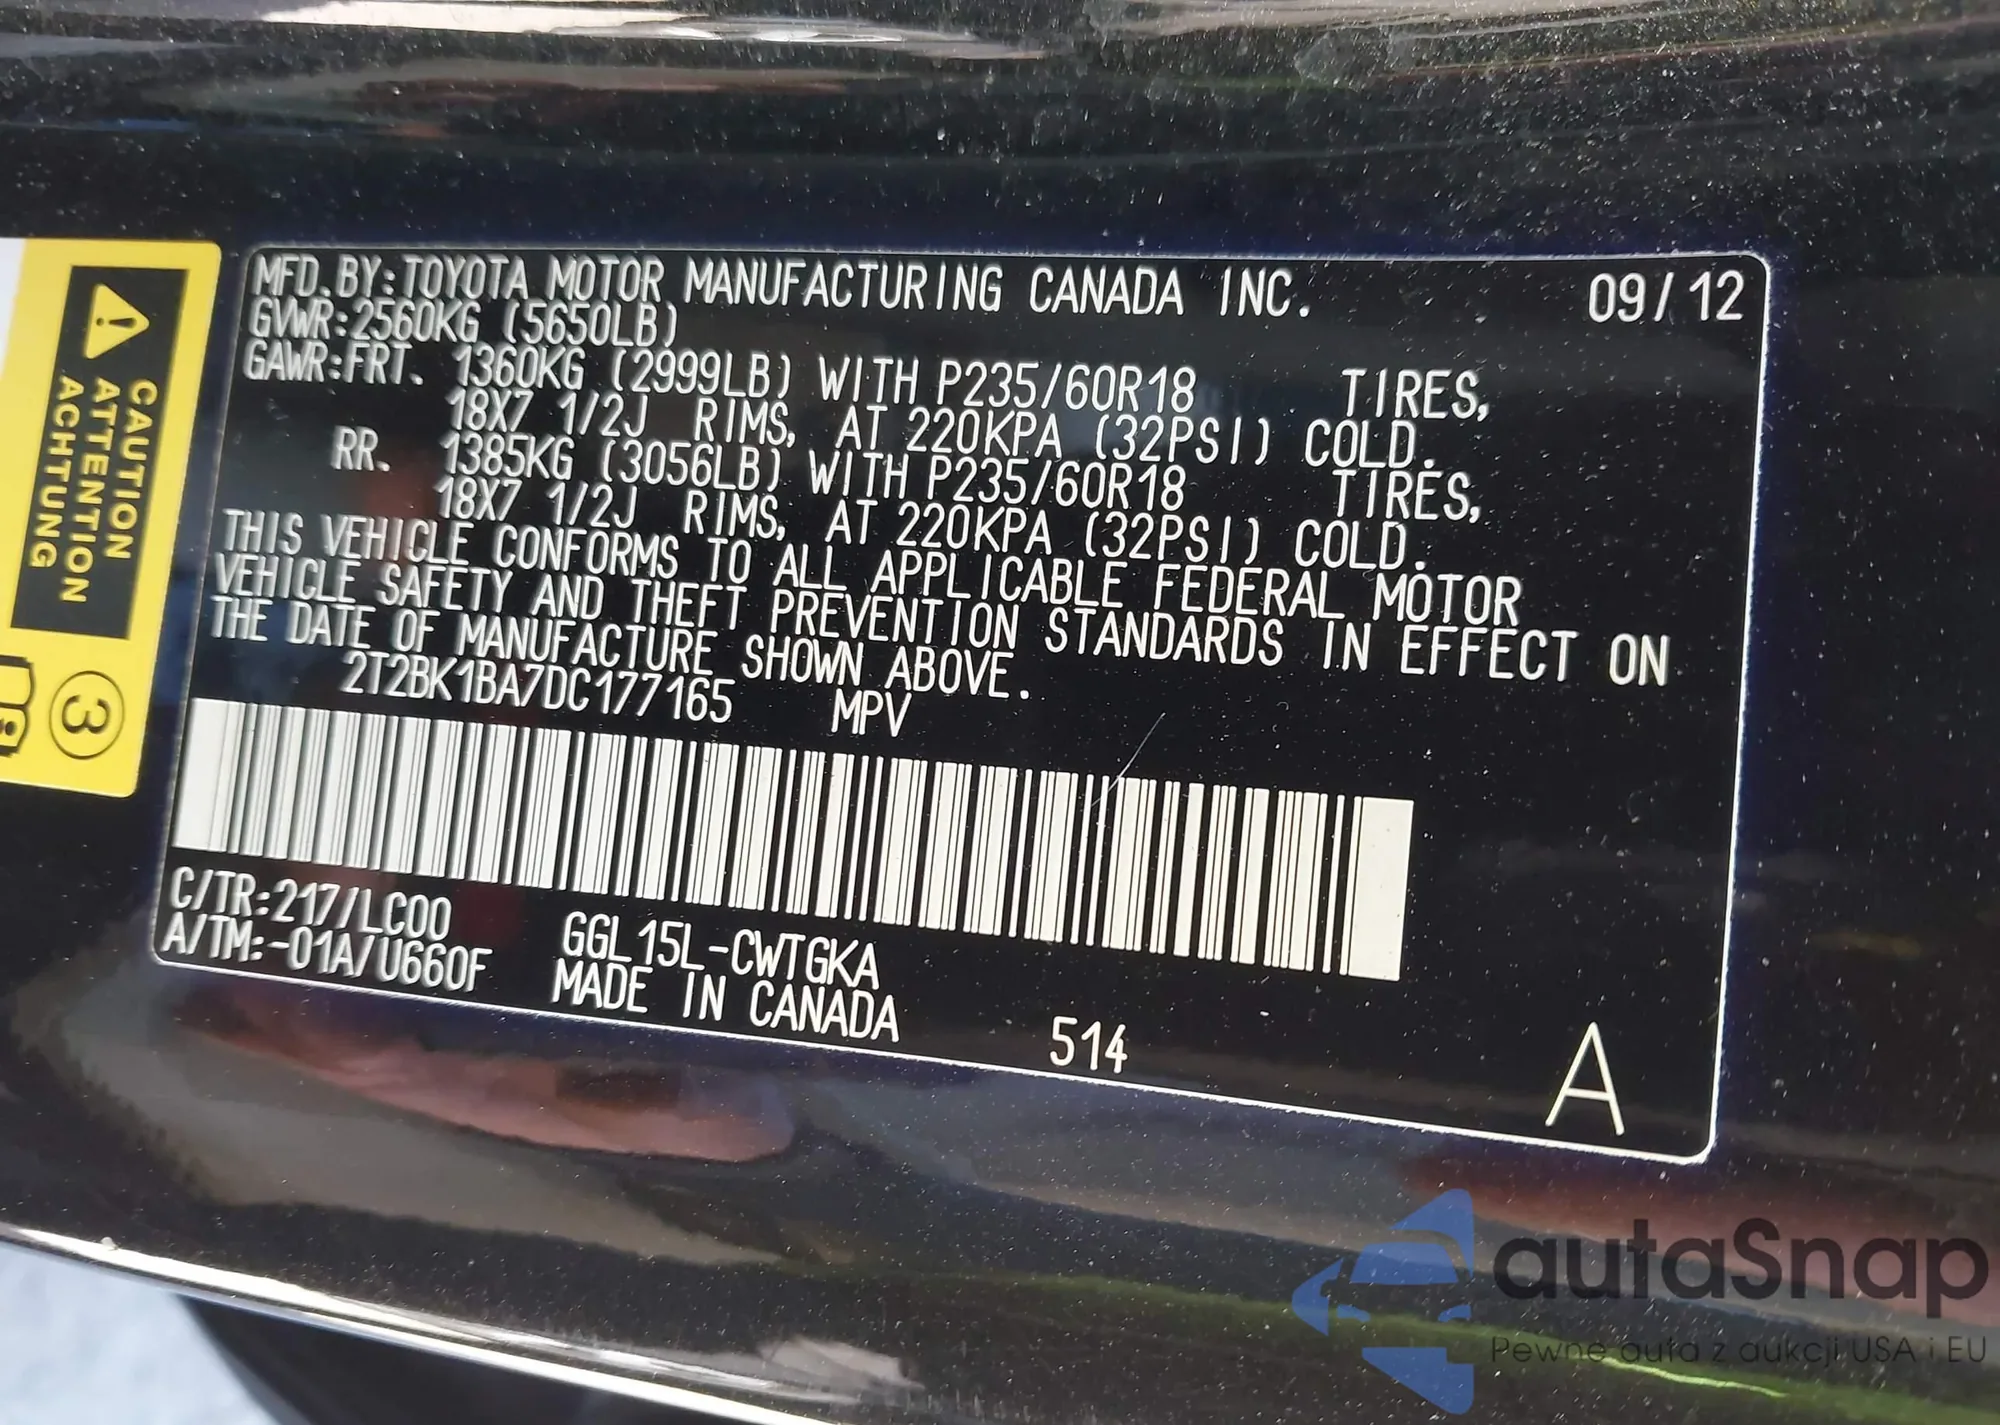 MFD.BY:TOYOTA MOTOR MANUFACTURING CANADA INC. 09/12
GVWR:2560KG (5650LB)
GAWR:FRT. 1360KG (2999LB) WITH P235/60R18 TIRES,
18X7 1/2J RIMS, AT 220KPA (32PSI) COLD.
RR. 1385KG (3056LB) WITH P235/60R18 TIRES,
18X7 1/2J RIMS, AT 220KPA (32PSI) COLD.
THIS VEHICLE CONFORMS TO ALL APPLICABLE FEDERAL MOTOR
VEHICLE SAFETY AND THEFT PREVENTION STANDARDS IN EFFECT ON
THE DATE OF MANUFACTURE SHOWN ABOVE.
2T2BK1BA7DC177165 MPV
C/TR:217/LC00 GGL15L-CWTGKA
A/TM:-01A/U660F MADE IN CANADA 514 A
CAUTION
ATTENTION
ACHTUNG
3
autaSnap
Pewne auta z aukcji USA i EU